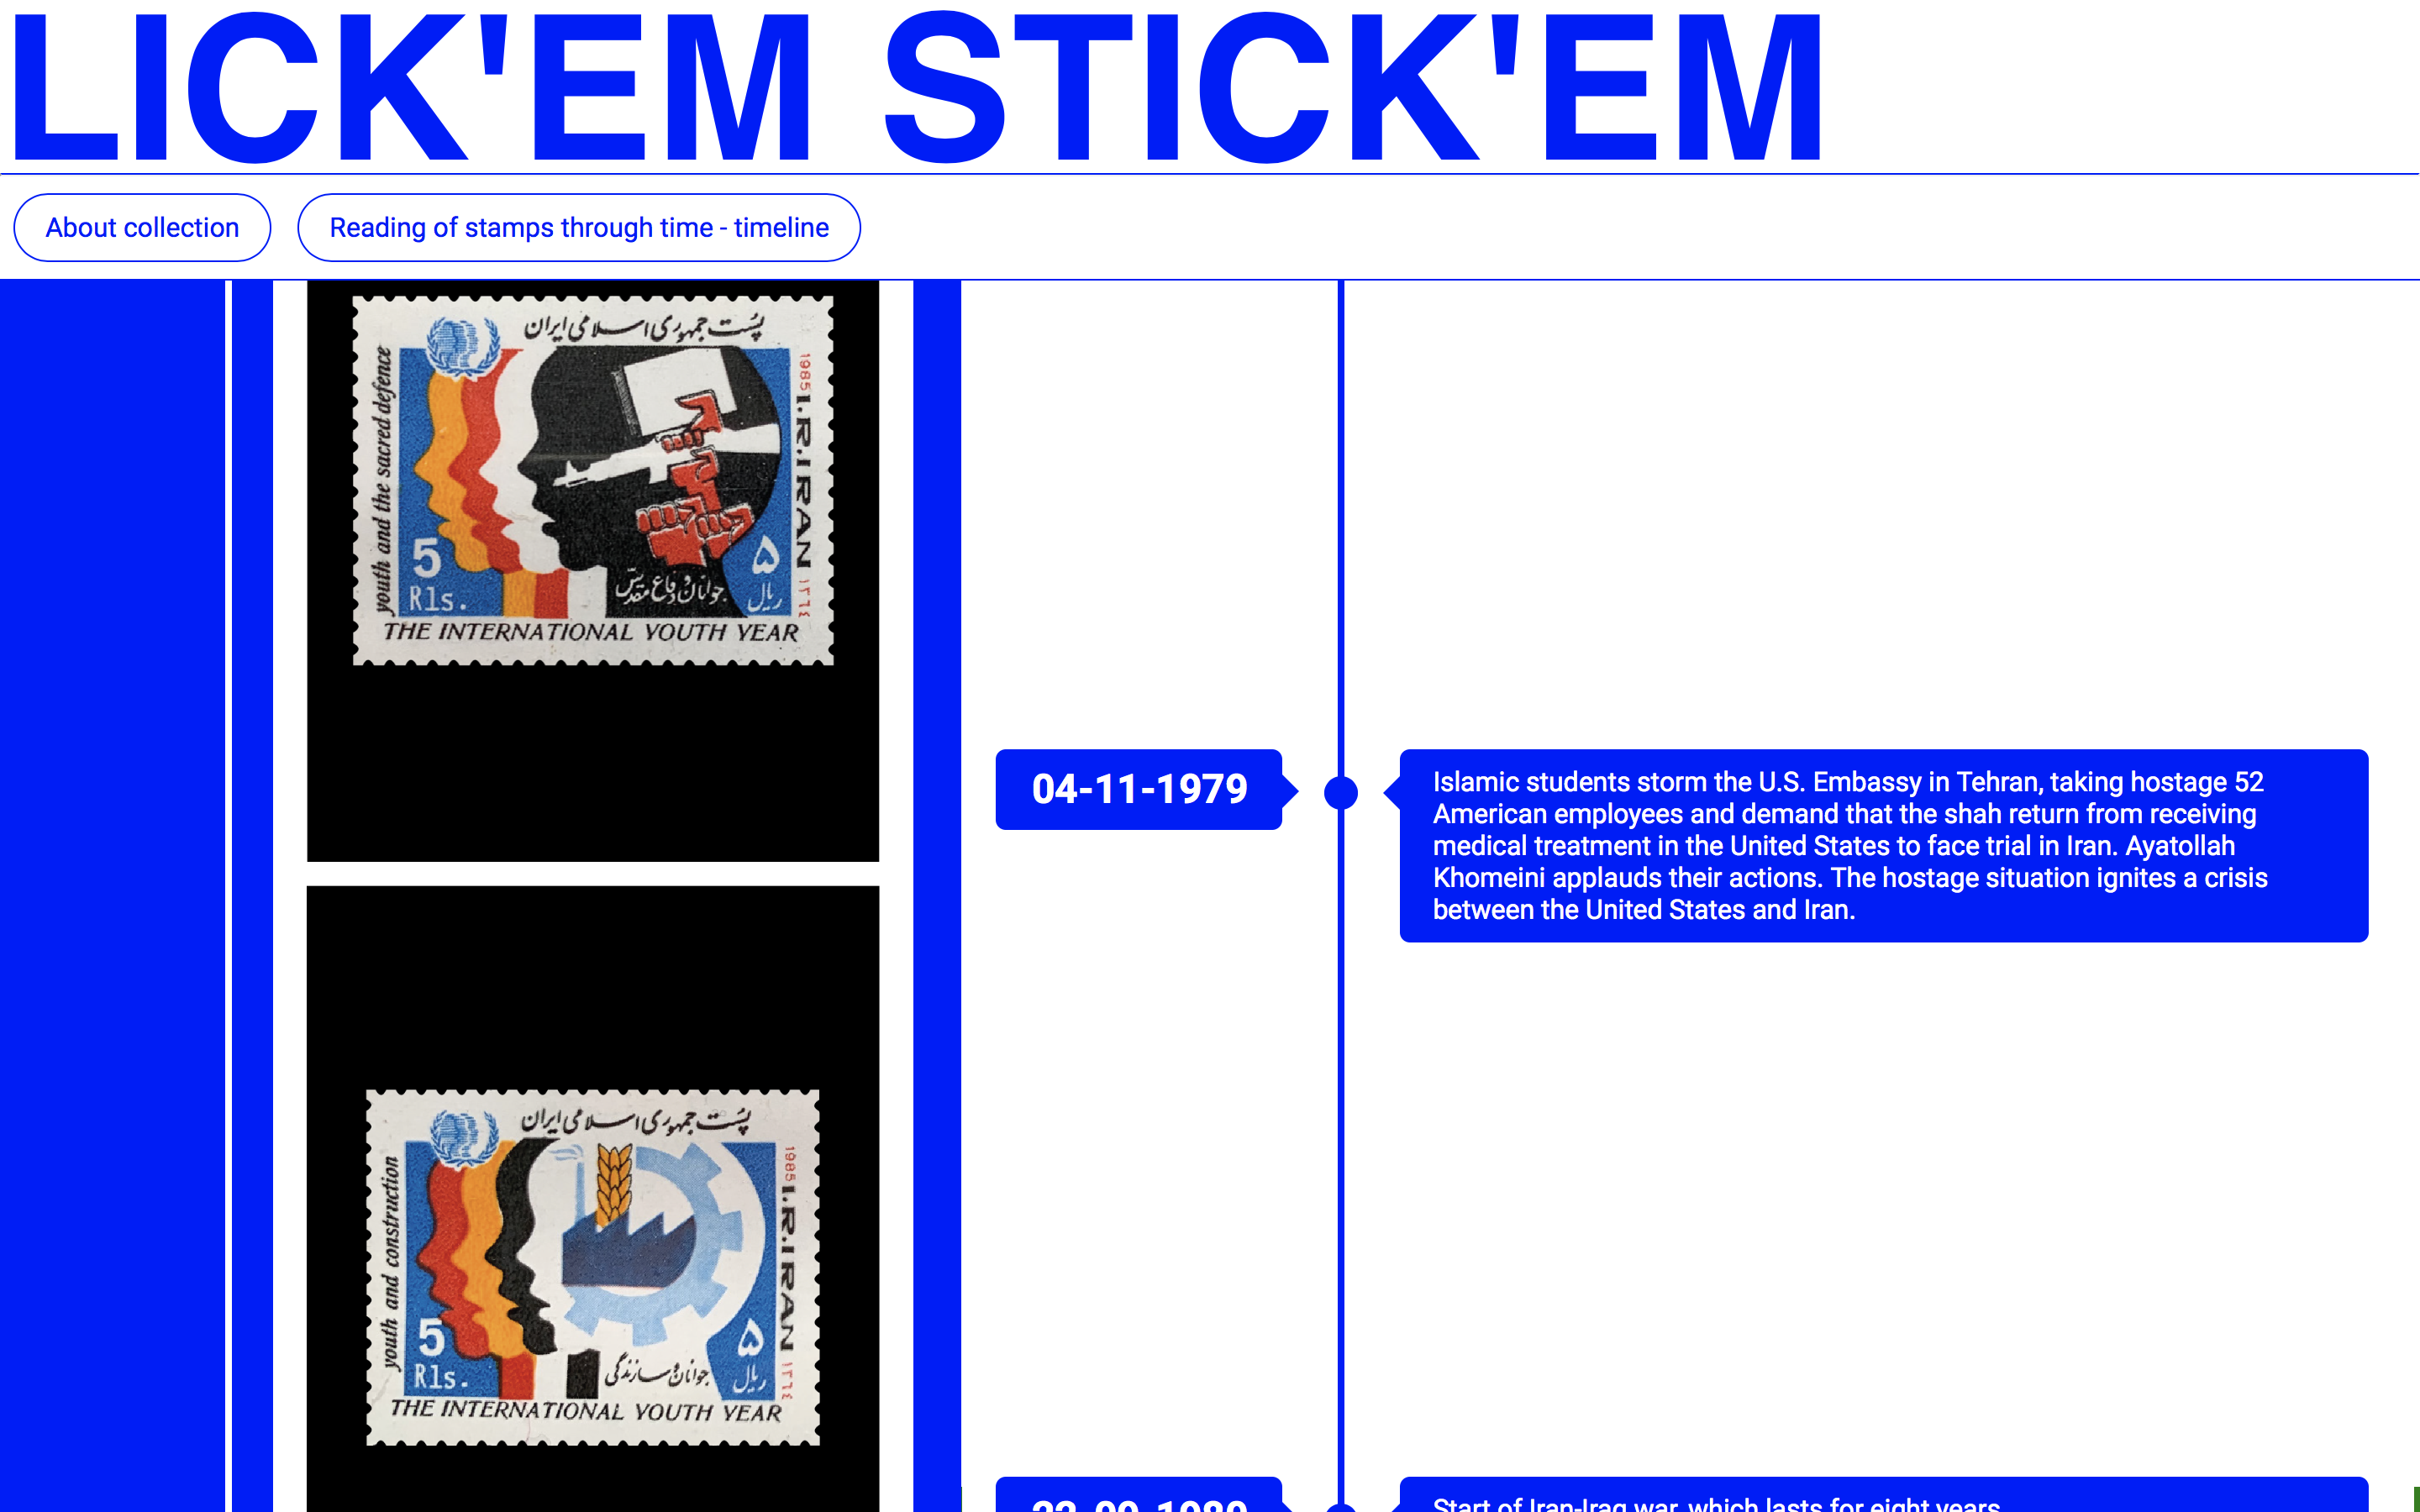 LICK'EM STICK'EM
About collection
Reading of stamps through time - timeline
پست جمهوری اسلامی ایران
youth and the sacred defence
1985 I.R.IRAN ١٣٦٤
5
Rls.
۵
ریال
جوانان و دفاع مقدس
THE INTERNATIONAL YOUTH YEAR
04-11-1979
Islamic students storm the U.S. Embassy in Tehran, taking hostage 52
American employees and demand that the shah return from receiving
medical treatment in the United States to face trial in Iran. Ayatollah
Khomeini applauds their actions. The hostage situation ignites a crisis
between the United States and Iran.
پست جمهوری اسلامی ایران
youth and construction
1985 I.R.IRAN ١٣٦٤
5
Rls.
۵
ریال
جوانان و سازندگی
THE INTERNATIONAL YOUTH YEAR
22-09-1980
Start of Iran-Iraq war, which lasts for eight years.